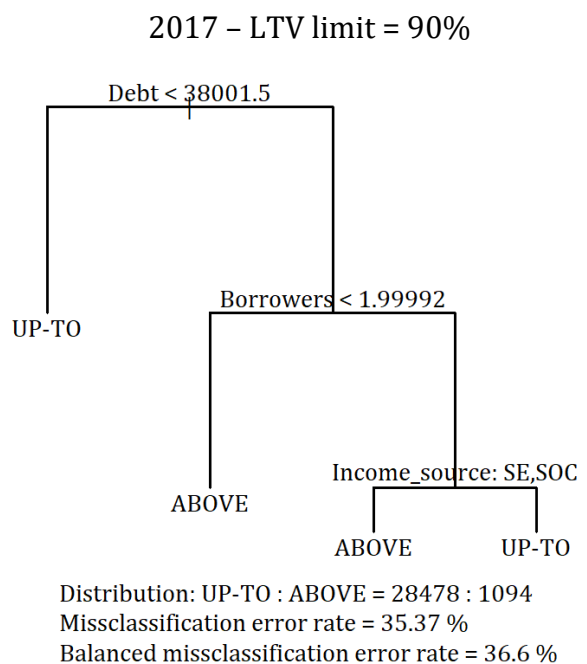 2017 – LTV limit = 90%
Debt < 38001.5
Borrowers < 1.99992
UP-TO
Income_source: SE,SOC
ABOVE
ABOVE
UP-TO
Distribution: UP-TO : ABOVE = 28478 : 1094
Missclassification error rate = 35.37 %
Balanced missclassification error rate = 36.6 %